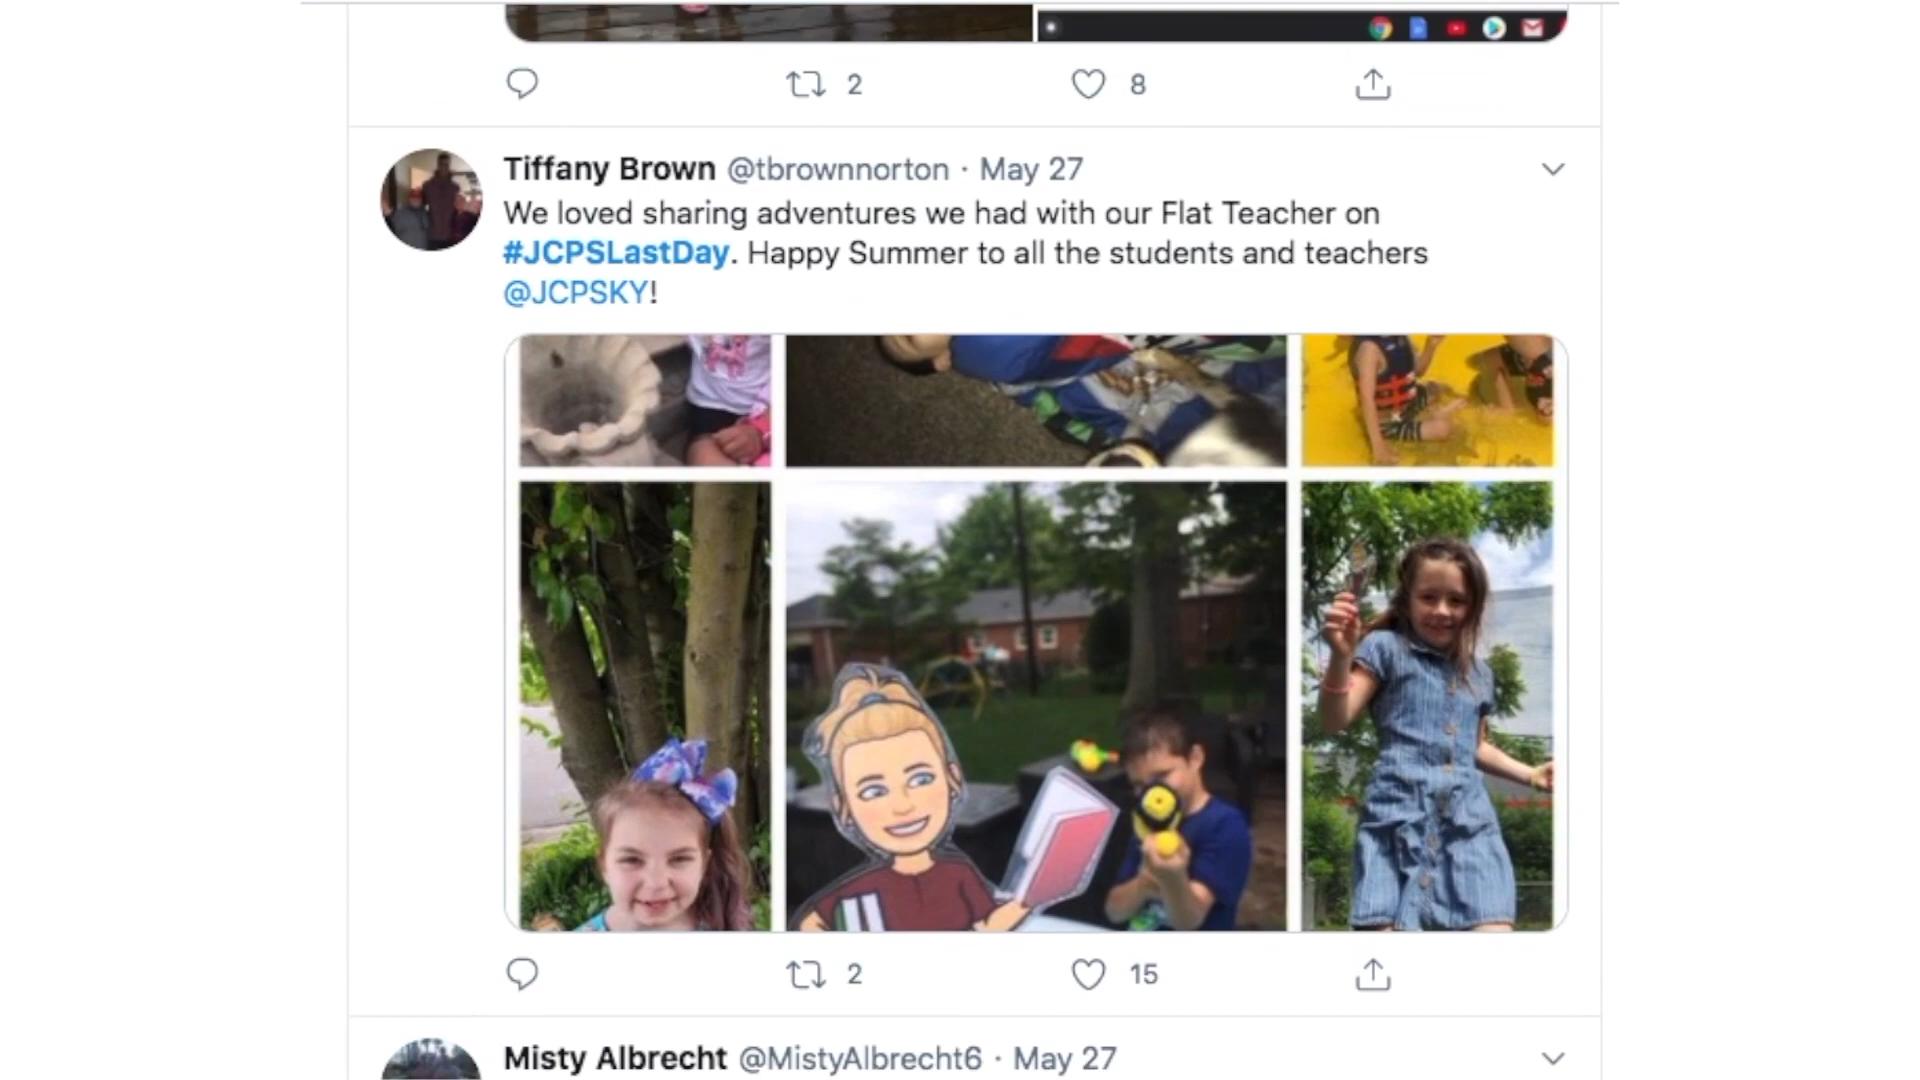 2
8
Tiffany Brown @tbrownnorton · May 27
We loved sharing adventures we had with our Flat Teacher on
#JCPSLastDay. Happy Summer to all the students and teachers
@JCPSKY!
2
15
Misty Albrecht @MistyAlbrecht6 · May 27